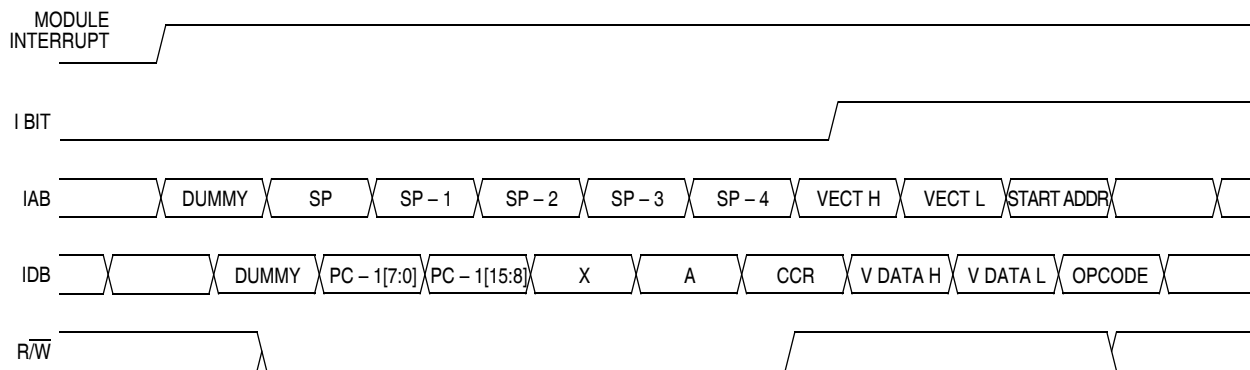 MODULE
INTERRUPT
I BIT
IAB DUMMY SP SP – 1 SP – 2 SP – 3 SP – 4 VECT H VECT L START ADDR
IDB DUMMY PC – 1[7:0] PC – 1[15:8] X A CCR V DATA H V DATA L OPCODE
R/W